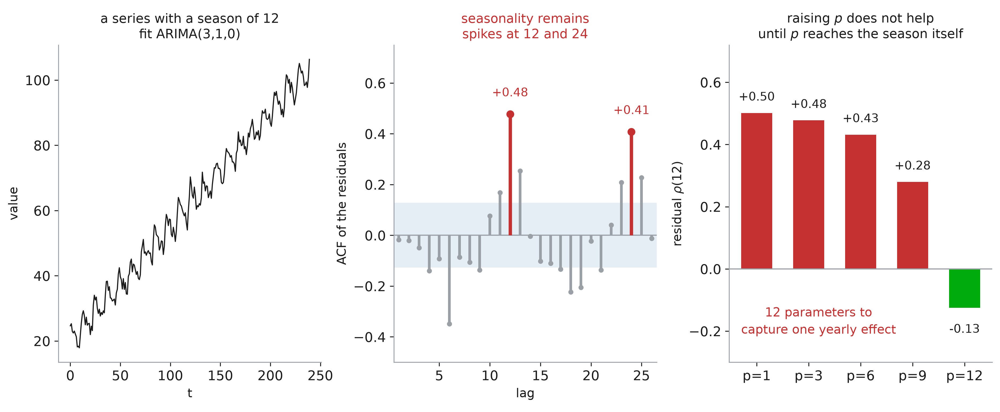 a series with a season of 12
fit ARIMA(3,1,0)
value
100
80
60
40
20
0
50
100
150
200
250
t
seasonality remains
spikes at 12 and 24
ACF of the residuals
0.6
0.4
0.2
0.0
−0.2
−0.4
+0.48
+0.41
5
10
15
20
25
lag
raising p does not help
until p reaches the season itself
residual ρ(12)
0.6
0.4
0.2
0.0
−0.2
+0.50
+0.48
+0.43
+0.28
-0.13
12 parameters to
capture one yearly effect
p=1
p=3
p=6
p=9
p=12